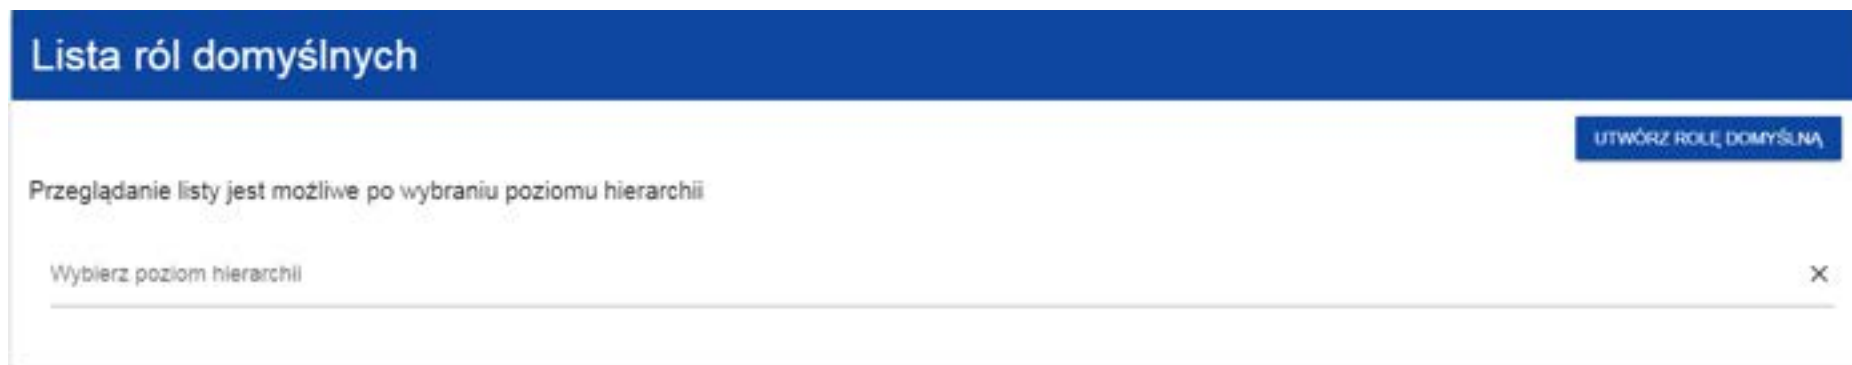 Lista ról domyślnych
UTWÓRZ ROLĘ DOMYŚLNĄ
Przeglądanie listy jest możliwe po wybraniu poziomu hierarchii
Wybierz poziom hierarchii